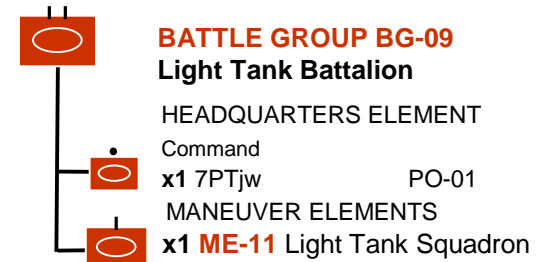 BATTLE GROUP BG-09
Light Tank Battalion
HEADQUARTERS ELEMENT
Command
x1 7PTjw PO-01
MANEUVER ELEMENTS
x1 ME-11 Light Tank Squadron